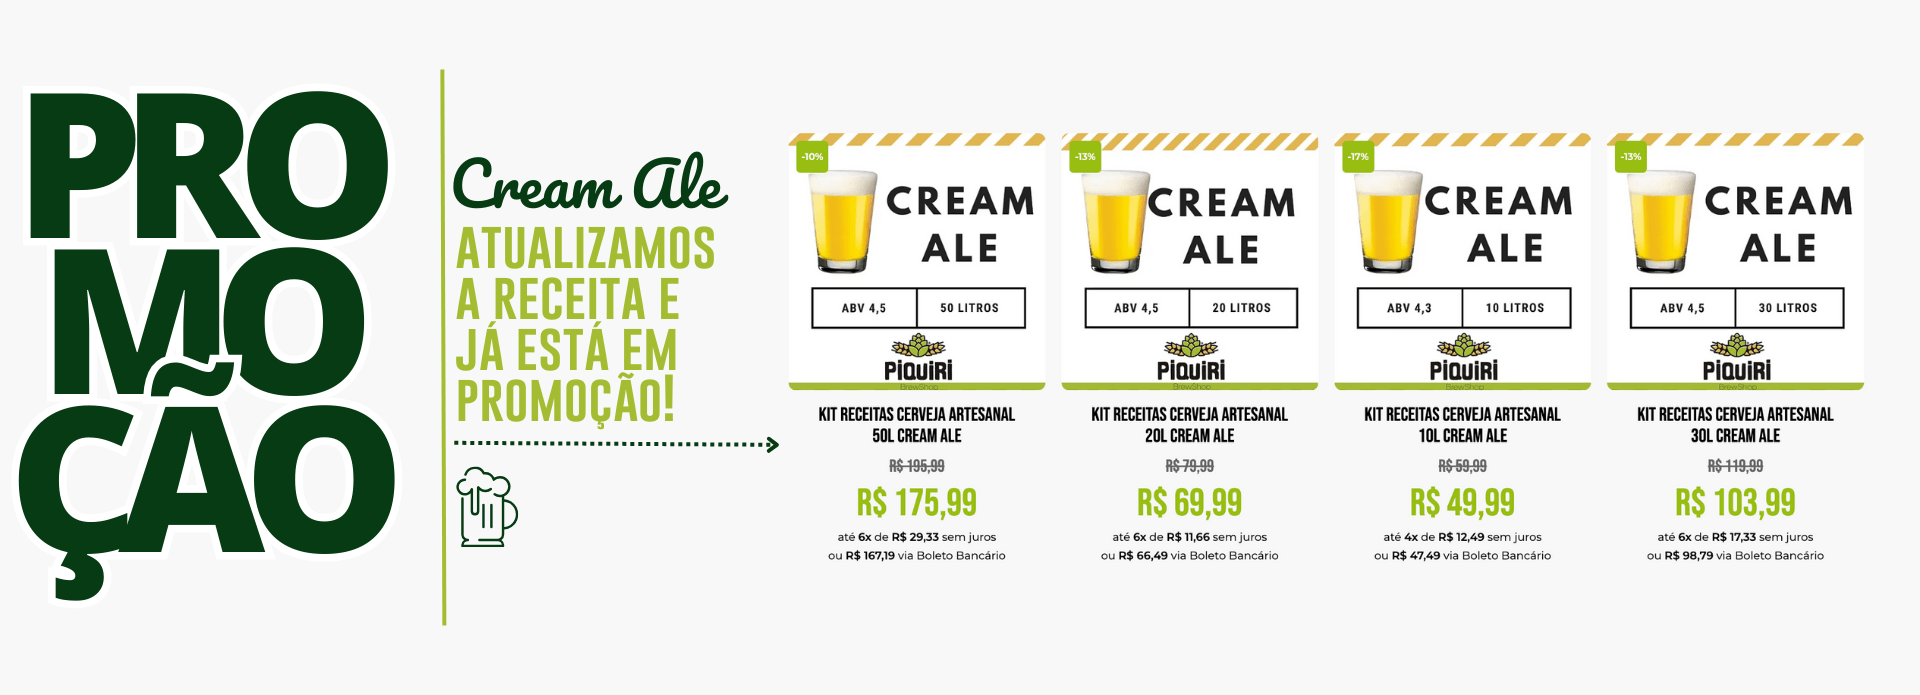 PRO
MO
ÇÃO
Cream Ale
ATUALIZAMOS
A RECEITA E
JÁ ESTÁ EM
PROMOÇÃO!
-10%
CREAM
ALE
ABV 4,5
50 LITROS
PIQUIRI
BrewShop
KIT RECEITAS CERVEJA ARTESANAL
50L CREAM ALE
R$ 195,99
R$ 175,99
até 6x de R$ 29,33 sem juros
ou R$ 167,19 via Boleto Bancário
-13%
CREAM
ALE
ABV 4,5
20 LITROS
PIQUIRI
BrewShop
KIT RECEITAS CERVEJA ARTESANAL
20L CREAM ALE
R$ 79,99
R$ 69,99
até 6x de R$ 11,66 sem juros
ou R$ 66,49 via Boleto Bancário
-17%
CREAM
ALE
ABV 4,3
10 LITROS
PIQUIRI
BrewShop
KIT RECEITAS CERVEJA ARTESANAL
10L CREAM ALE
R$ 59,99
R$ 49,99
até 4x de R$ 12,49 sem juros
ou R$ 47,49 via Boleto Bancário
-13%
CREAM
ALE
ABV 4,5
30 LITROS
PIQUIRI
BrewShop
KIT RECEITAS CERVEJA ARTESANAL
30L CREAM ALE
R$ 119,99
R$ 103,99
até 6x de R$ 17,33 sem juros
ou R$ 98,79 via Boleto Bancário